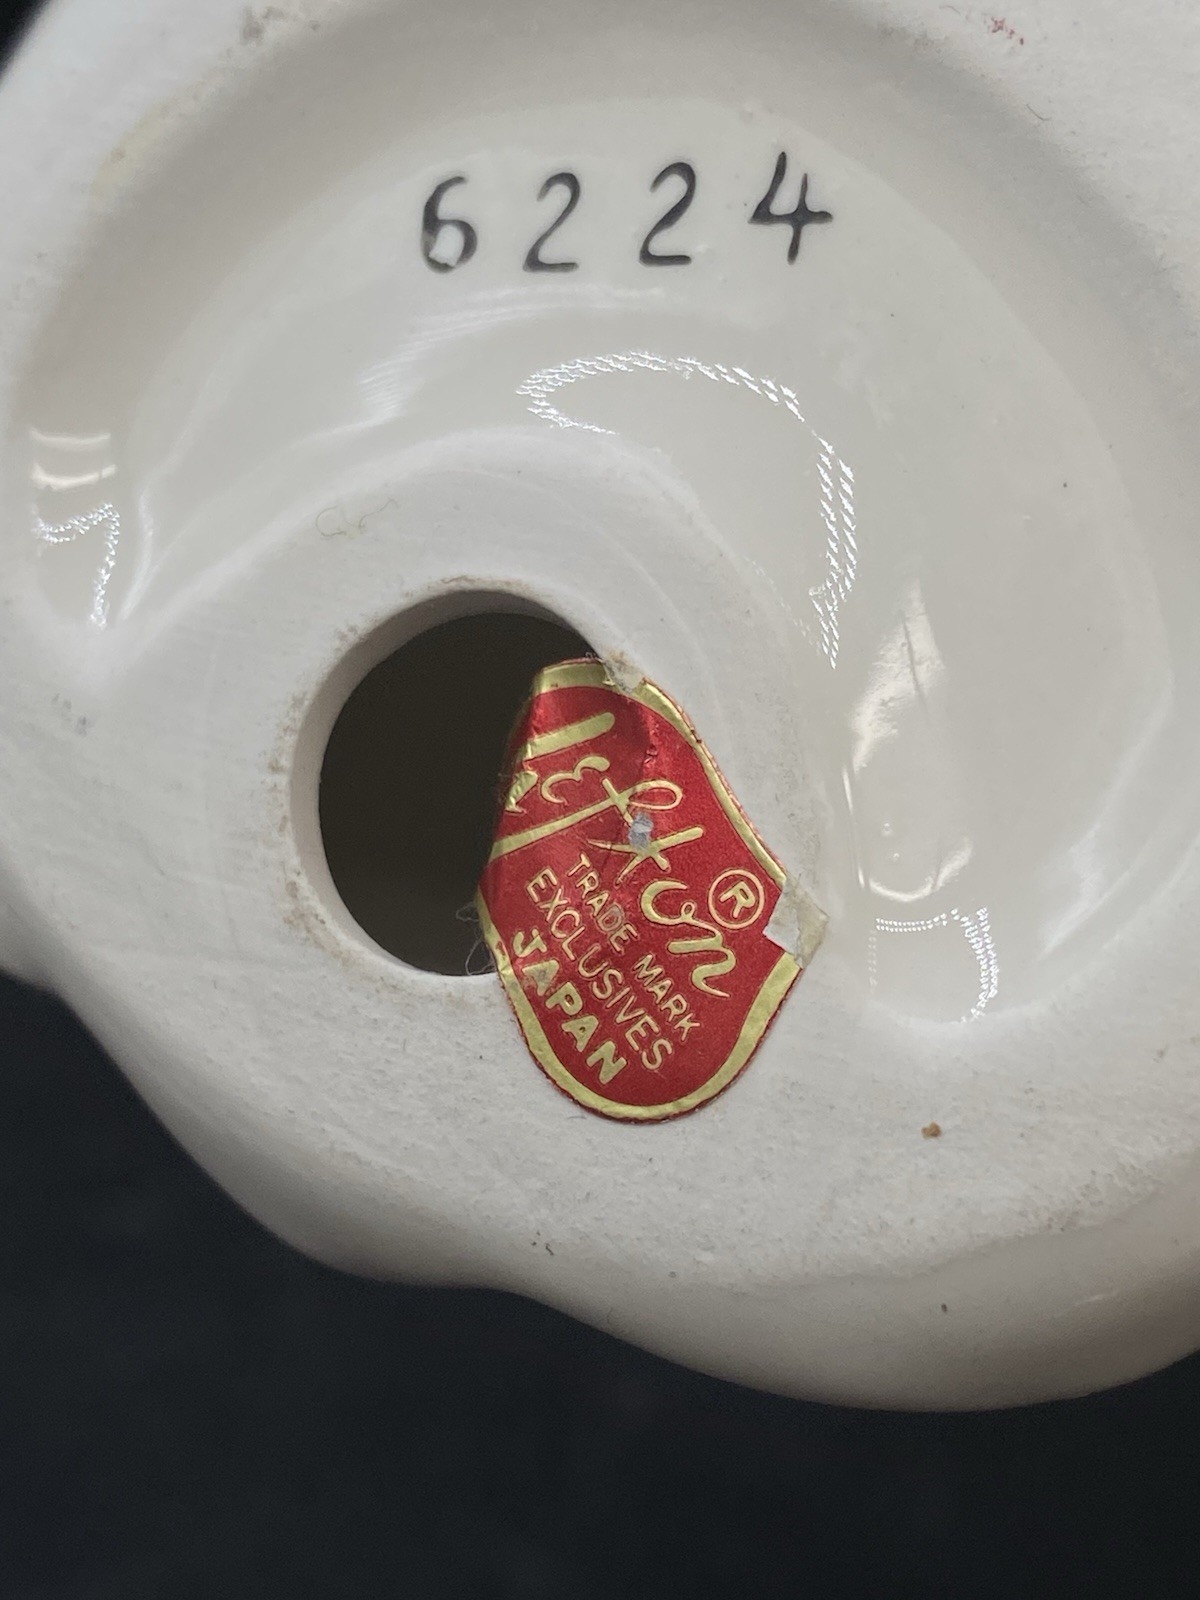 6224
Lefton®
TRADE MARK
EXCLUSIVES
JAPAN